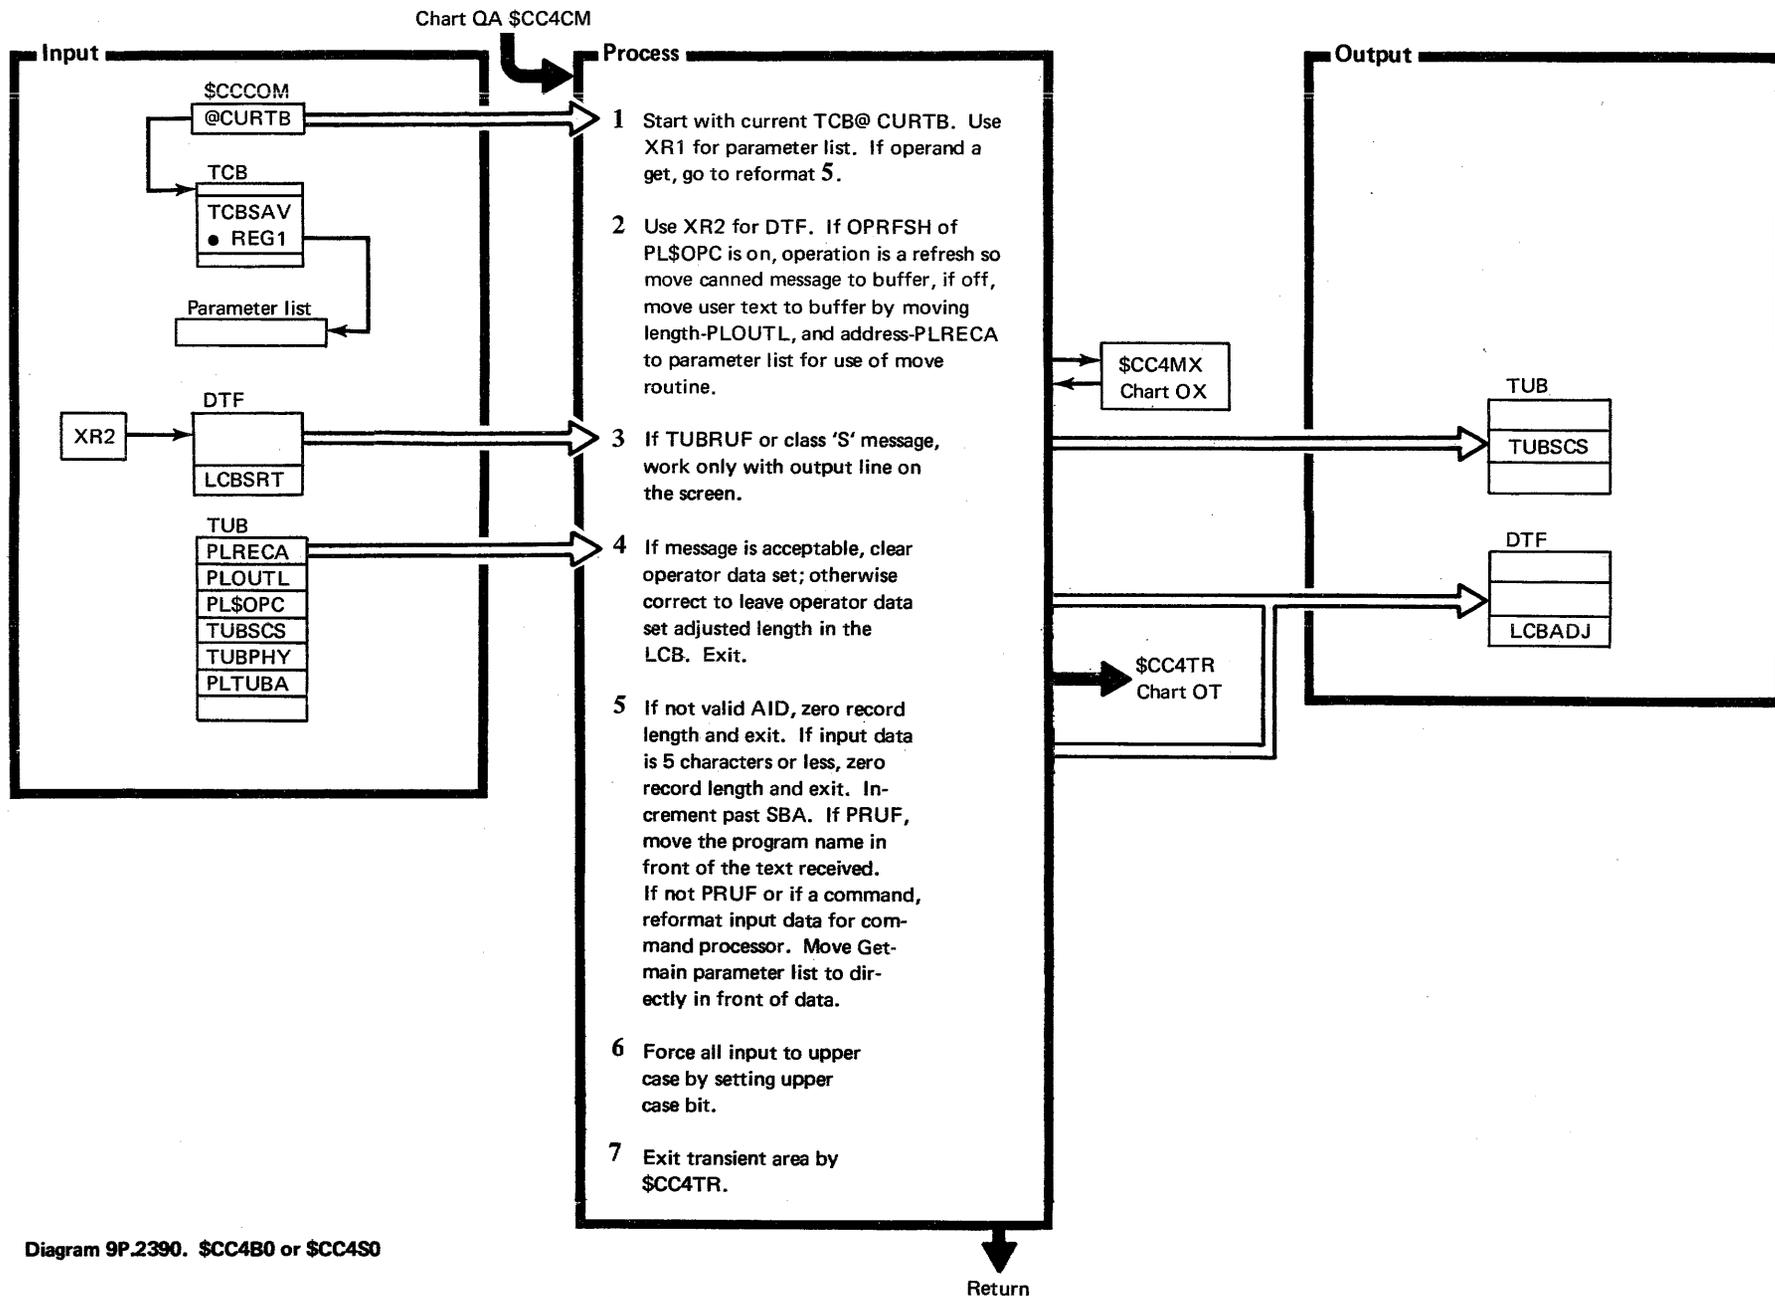 Chart QA $CC4CM
Input
$CCCOM
@CURTB
TCB
TCBSAV
• REG1
Parameter list
XR2
DTF
LCBSRT
TUB
PLRECA
PLOUTL
PL$OPC
TUBSCS
TUBPHY
PLTUBA
Process
1 Start with current TCB@ CURTB. Use
XR1 for parameter list. If operand a
get, go to reformat 5.
2 Use XR2 for DTF. If OPRFSH of
PL$OPC is on, operation is a refresh so
move canned message to buffer, if off,
move user text to buffer by moving
length-PLOUTL, and address-PLRECA
to parameter list for use of move
routine.
3 If TUBRUF or class 'S' message,
work only with output line on
the screen.
4 If message is acceptable, clear
operator data set; otherwise
correct to leave operator data
set adjusted length in the
LCB. Exit.
5 If not valid AID, zero record
length and exit. If input data
is 5 characters or less, zero
record length and exit. In-
crement past SBA. If PRUF,
move the program name in
front of the text received.
If not PRUF or if a command,
reformat input data for com-
mand processor. Move Get-
main parameter list to dir-
ectly in front of data.
6 Force all input to upper
case by setting upper
case bit.
7 Exit transient area by
$CC4TR.
$CC4MX
Chart OX
$CC4TR
Chart OT
Output
TUB
TUBSCS
DTF
LCBADJ
Return
Diagram 9P.2390. $CC4B0 or $CC4S0